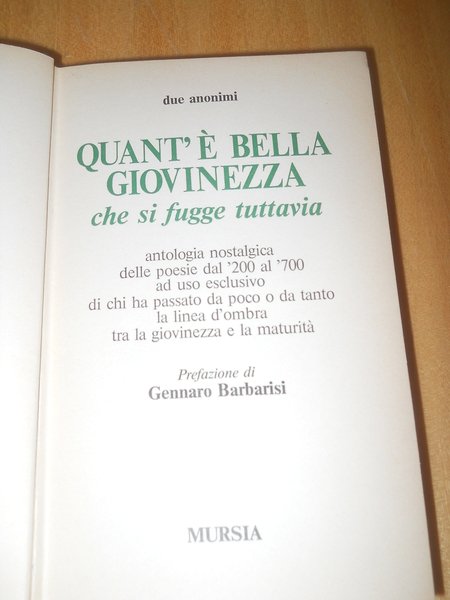 due anonimi
QUANT'È BELLA
GIOVINEZZA
che si fugge tuttavia
antologia nostalgica
delle poesie dal '200 al '700
ad uso esclusivo
di chi ha passato da poco o da tanto
la linea d'ombra
tra la giovinezza e la maturità
Prefazione di
Gennaro Barbarisi
MURSIA